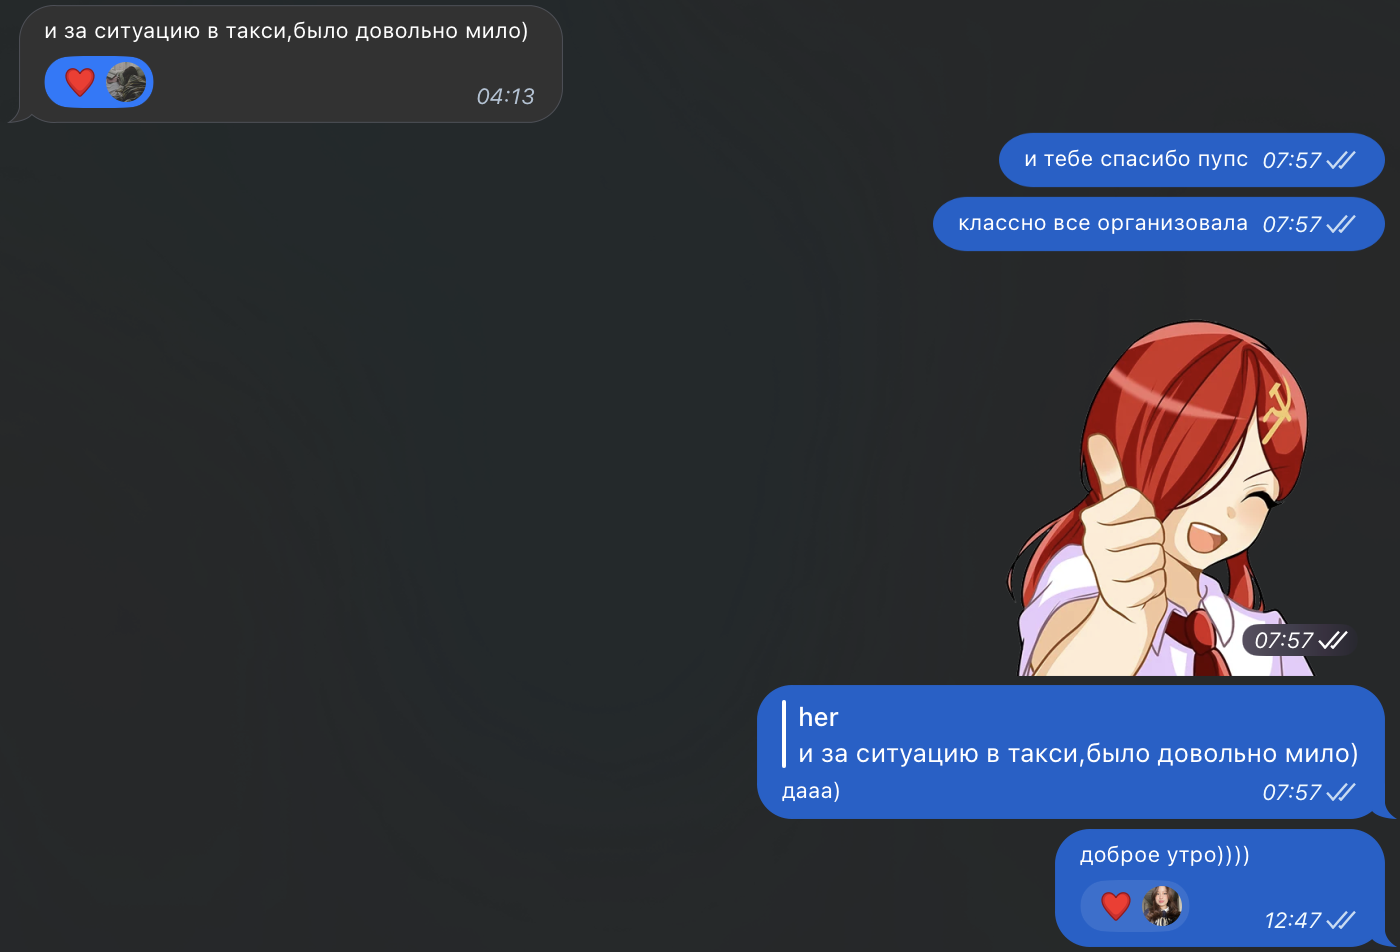 и за ситуацию в такси,было довольно мило)
04:13
и тебе спасибо пупс 07:57
классно все организовала 07:57
07:57
her
и за ситуацию в такси,было довольно мило)
дааа) 07:57
доброе утро))))
12:47